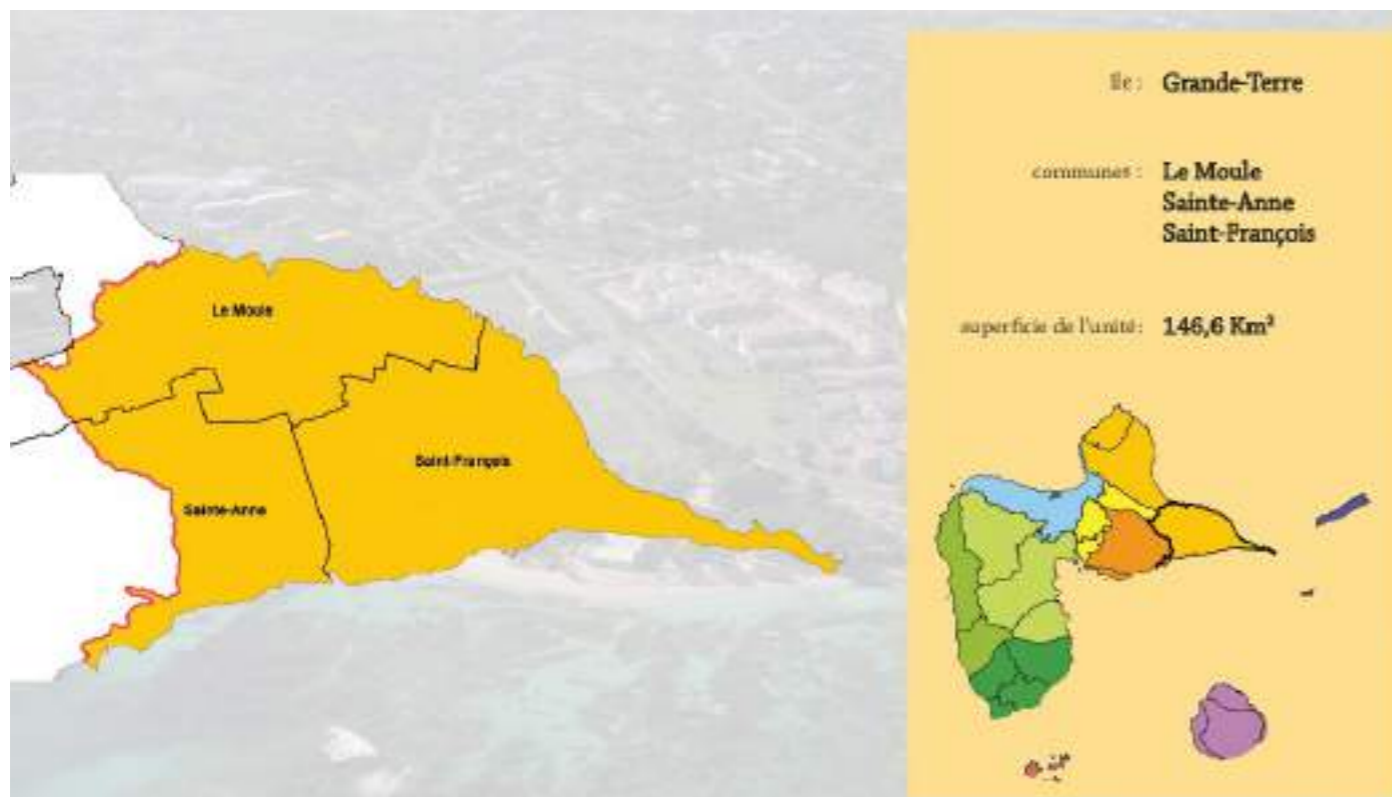 Le Moule
Saint-François
Sainte-Anne
île : Grande-Terre
communes : Le Moule
Sainte-Anne
Saint-François
superficie de l'unité: 146,6 Km²